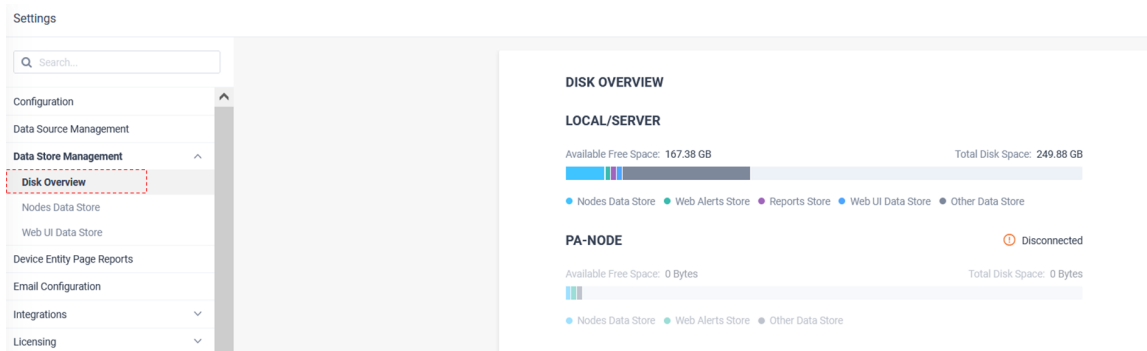 Settings
Search...
Configuration
Data Source Management
Data Store Management
Disk Overview
Nodes Data Store
Web UI Data Store
Device Entity Page Reports
Email Configuration
Integrations
Licensing
DISK OVERVIEW
LOCAL/SERVER
Available Free Space: 167.38 GB Total Disk Space: 249.88 GB
Nodes Data Store Web Alerts Store Reports Store Web UI Data Store Other Data Store
PA-NODE Disconnected
Available Free Space: 0 Bytes Total Disk Space: 0 Bytes
Nodes Data Store Web Alerts Store Other Data Store